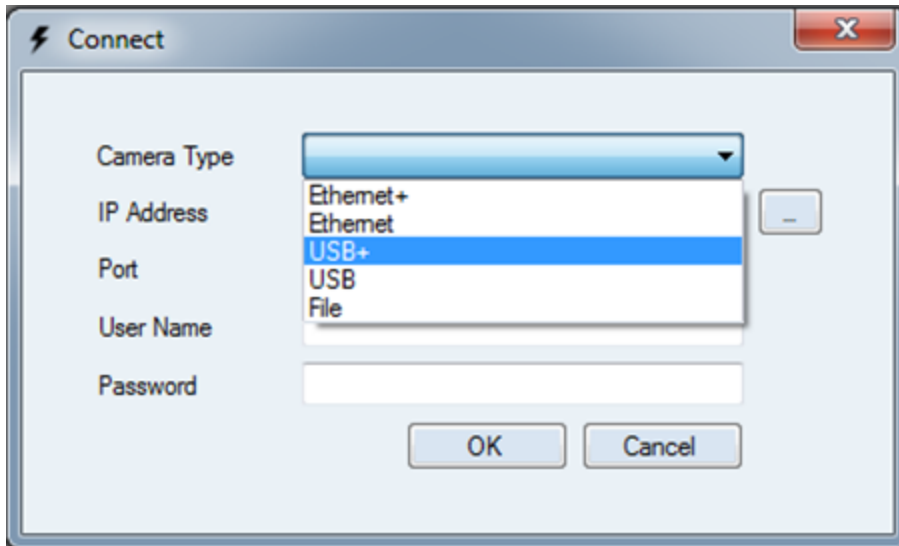 Connect
Camera Type
Ethernet+
IP Address
...
Ethernet
USB+
Port
USB
File
User Name
Password
OK Cancel